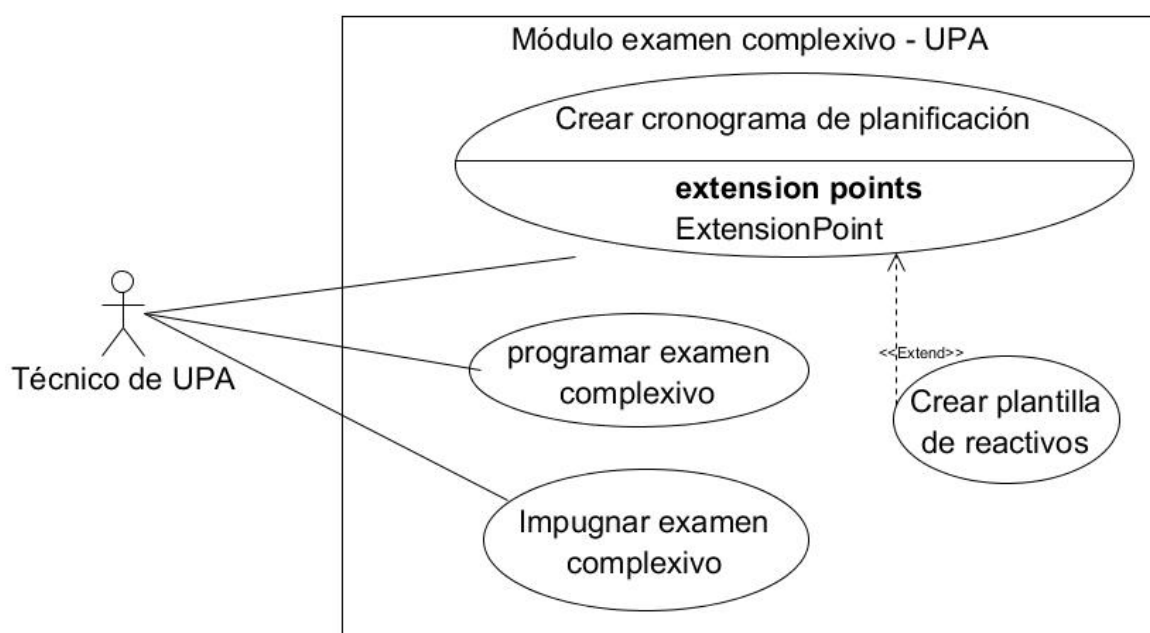 Módulo examen complexivo - UPA
Crear cronograma de planificación
extension points
ExtensionPoint
Técnico de UPA
programar examen
complexivo
<<Extend>>
Crear plantilla
de reactivos
Impugnar examen
complexivo